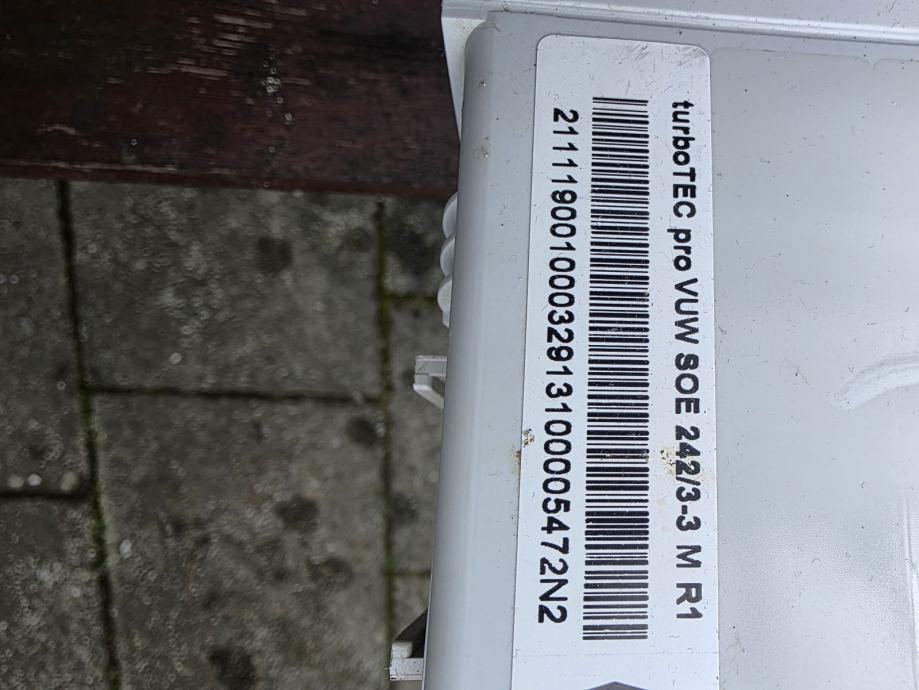 turboTEC pro VUW SOE 242/3-3 M R1
21111900100032913100005472N2